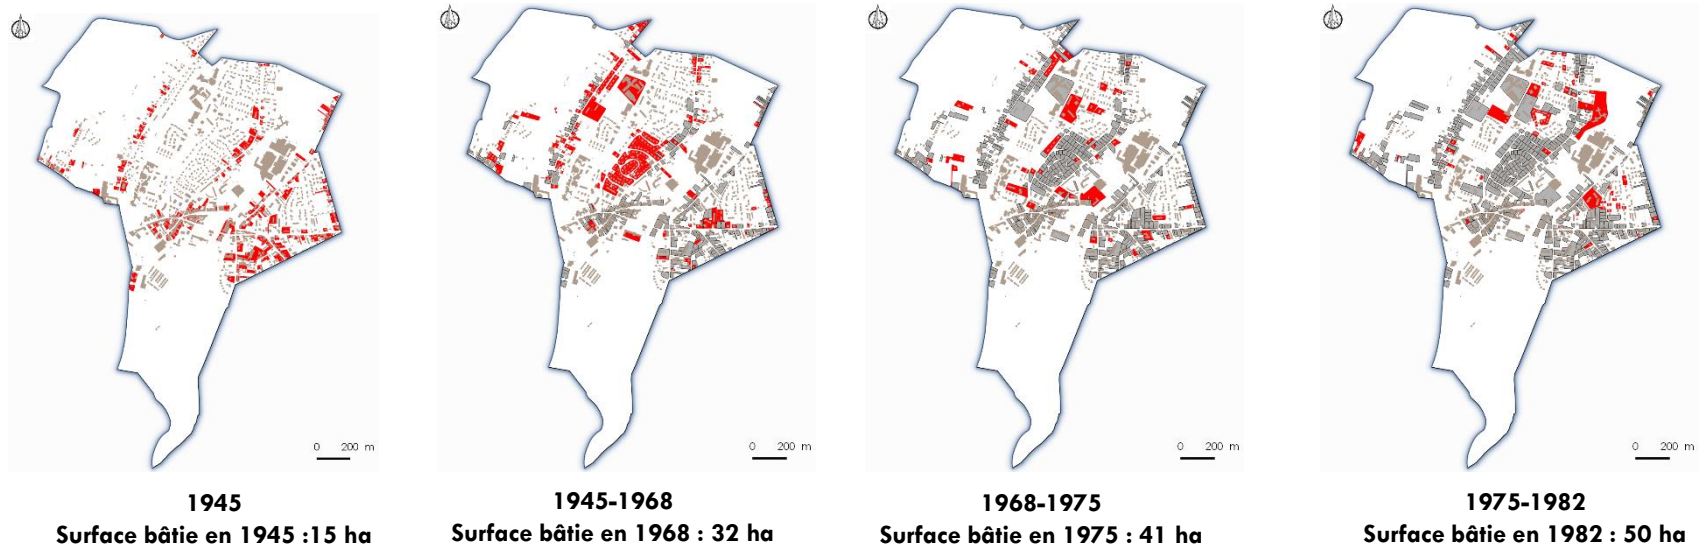 0 200 m
0 200 m
0 200 m
0 200 m
1945
Surface bâtie en 1945 :15 ha
1945-1968
Surface bâtie en 1968 : 32 ha
1968-1975
Surface bâtie en 1975 : 41 ha
1975-1982
Surface bâtie en 1982 : 50 ha